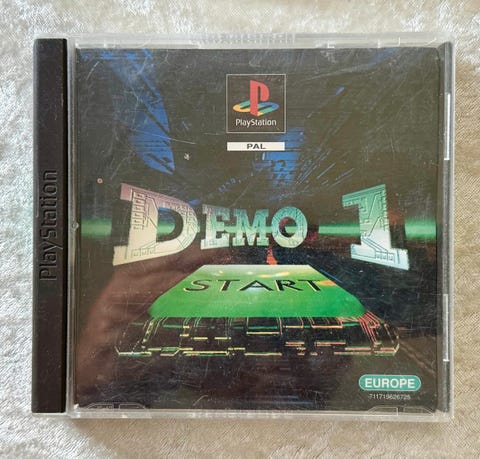 PlayStation
PlayStation
PAL
DEMO 1
START
EUROPE
711719626725